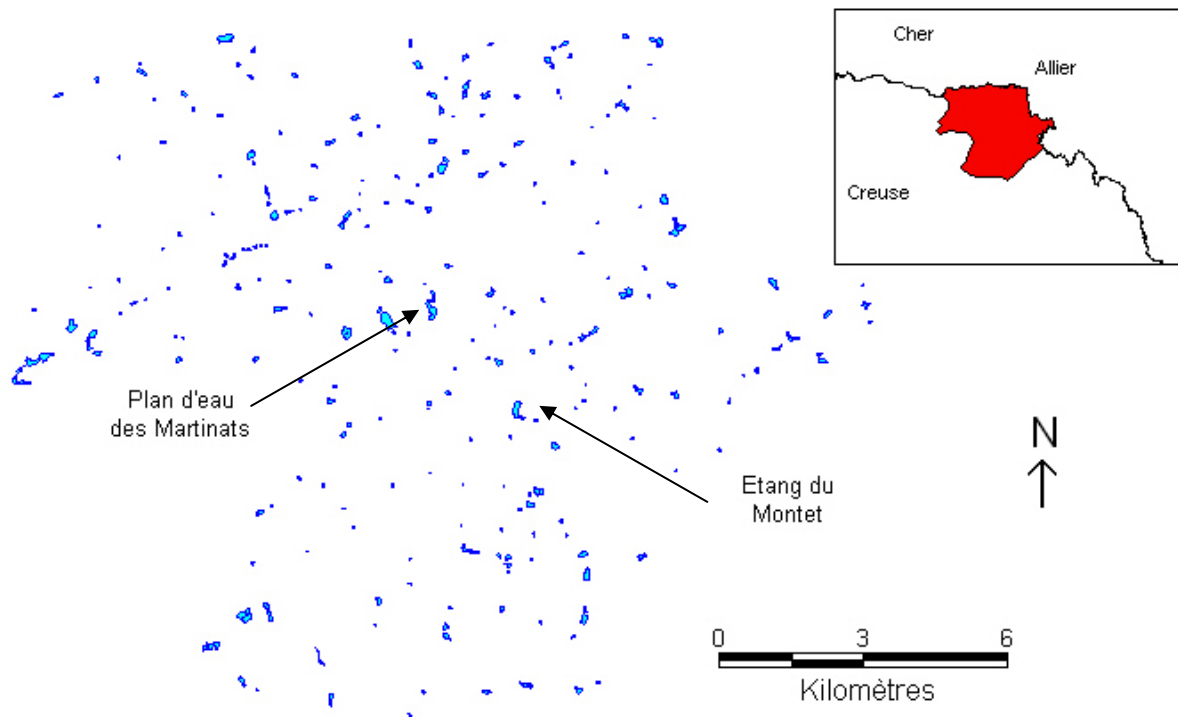 Cher
Allier
Creuse
Plan d'eau
des Martinats
Etang du
Montet
N
0 3 6
Kilomètres